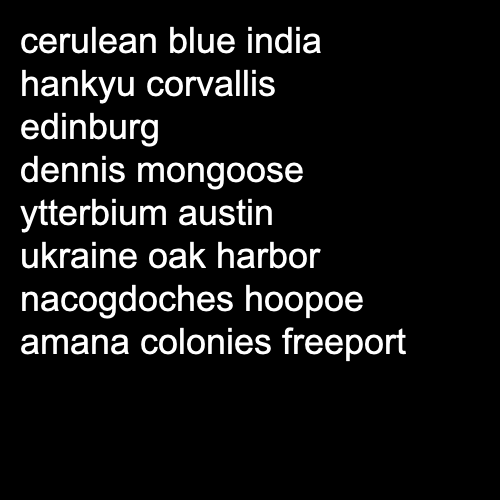 cerulean blue india
hankyu corvallis
edinburg
dennis mongoose
ytterbium austin
ukraine oak harbor
nacogdoches hoopoe
amana colonies freeport